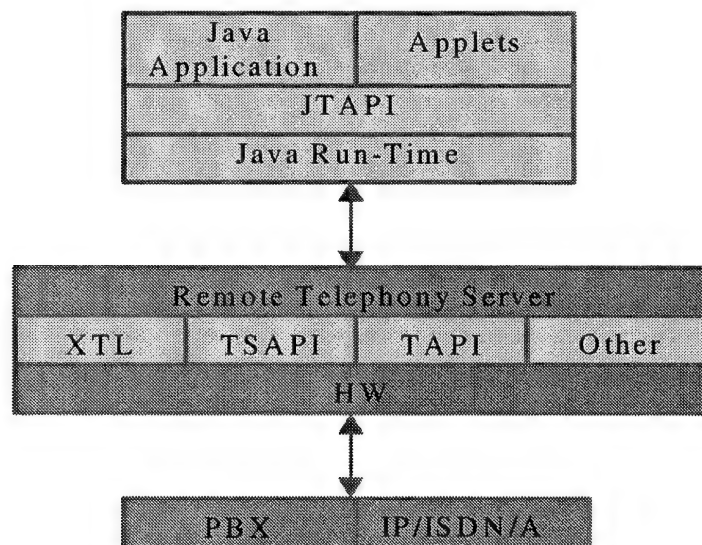 Java
Application
Applets
JTAPI
Java Run-Time
Remote Telephony Server
XTL
TSAPI
TAPI
Other
HW
PBX
IP/ISDN/A